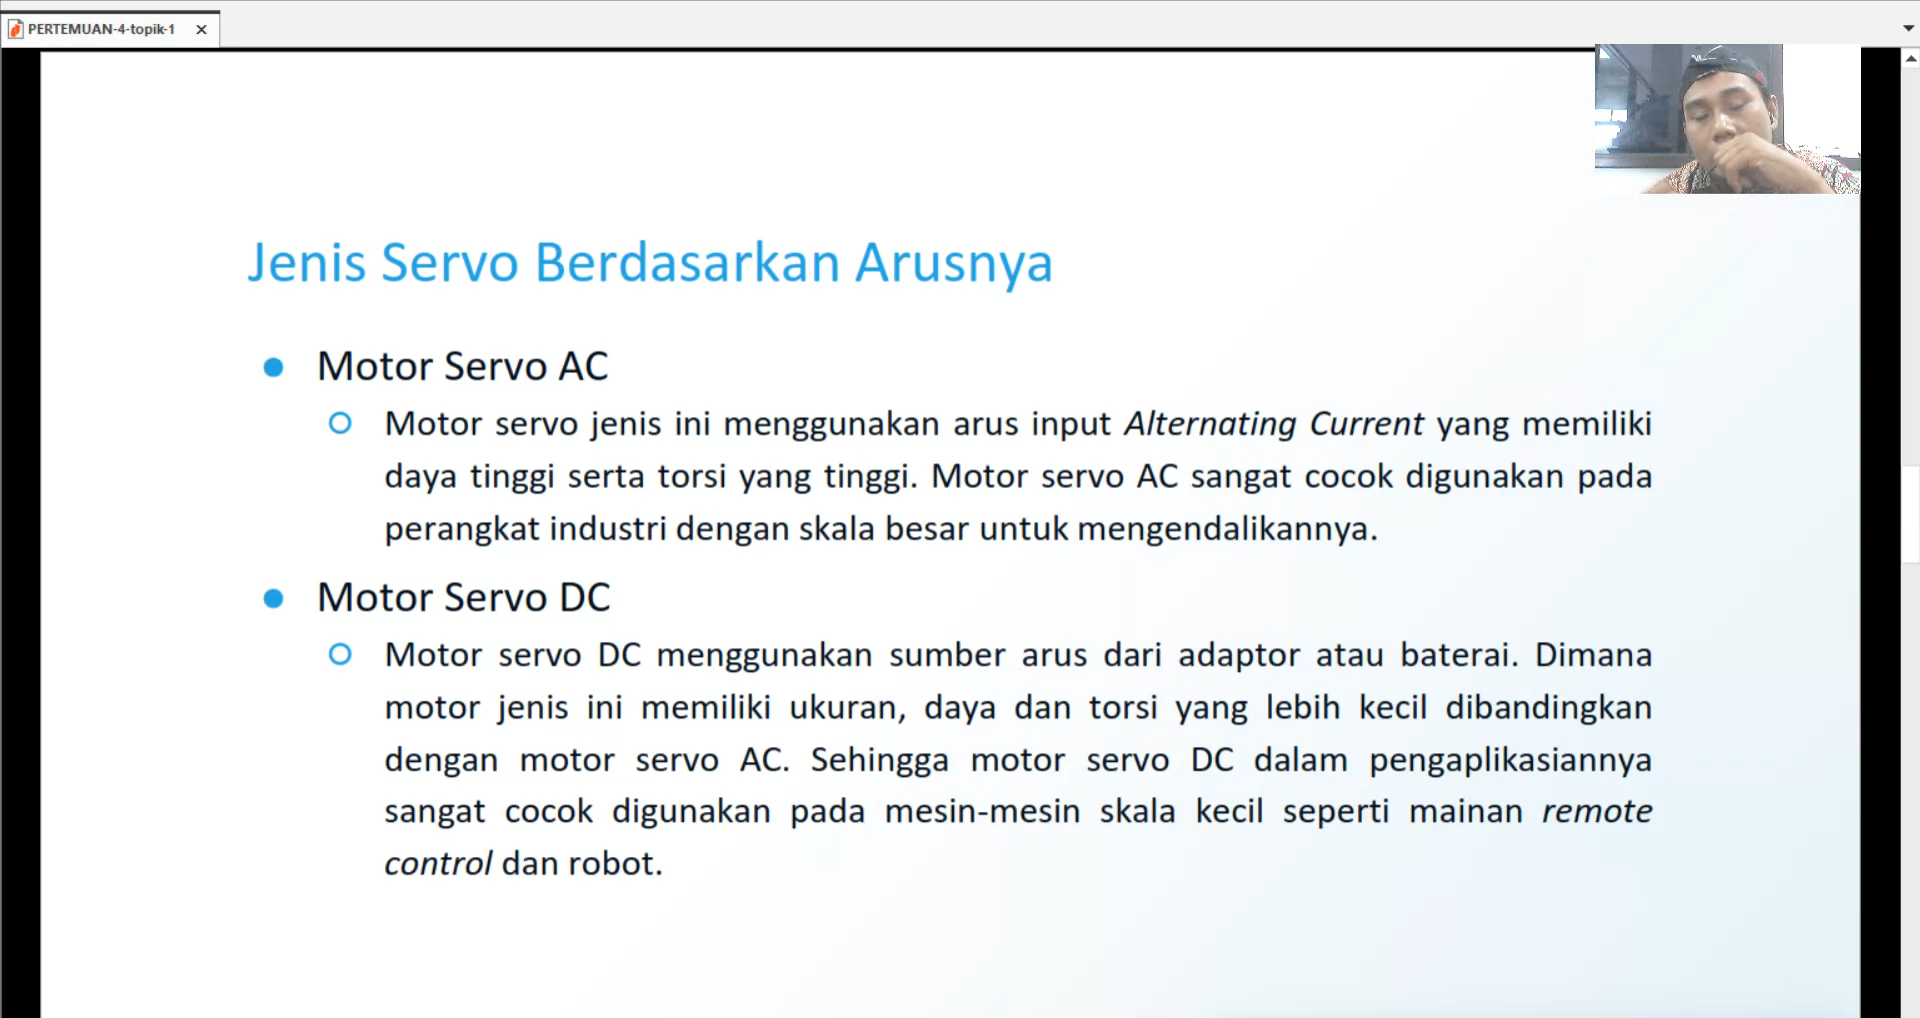 PERTEMUAN-4-topik-1
Jenis Servo Berdasarkan Arusnya
Motor Servo AC
Motor servo jenis ini menggunakan arus input Alternating Current yang memiliki
daya tinggi serta torsi yang tinggi. Motor servo AC sangat cocok digunakan pada
perangkat industri dengan skala besar untuk mengendalikannya.
Motor Servo DC
Motor servo DC menggunakan sumber arus dari adaptor atau baterai. Dimana
motor jenis ini memiliki ukuran, daya dan torsi yang lebih kecil dibandingkan
dengan motor servo AC. Sehingga motor servo DC dalam pengaplikasiannya
sangat cocok digunakan pada mesin-mesin skala kecil seperti mainan remote
control dan robot.